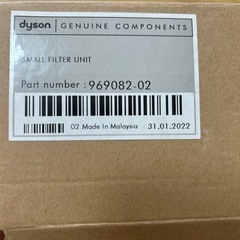 dyson GENUINE COMPONENTS
SMALL FILTER UNIT
Part number : 969082-02
02 Made In Malaysia 31.01.2022